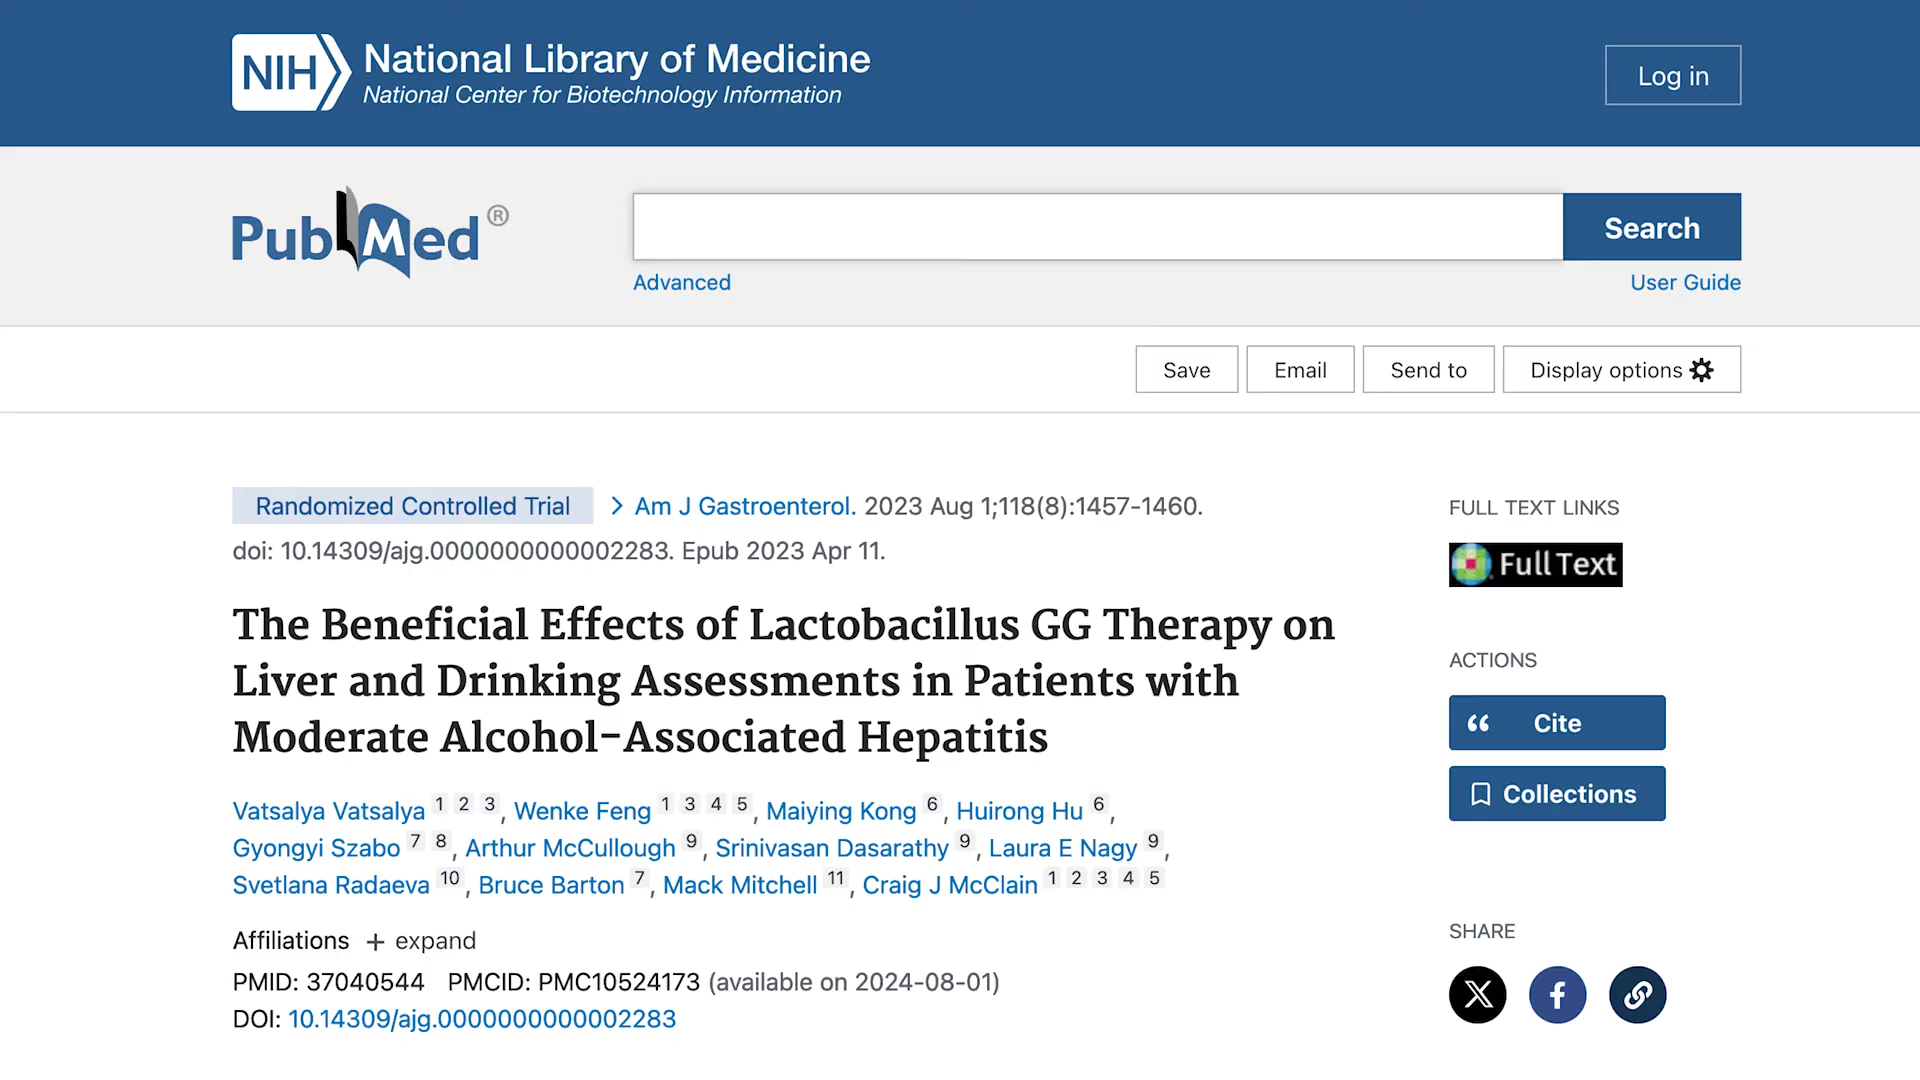 NIH National Library of Medicine
National Center for Biotechnology Information
Log in
PubMed®
Search
Advanced
User Guide
Save
Email
Send to
Display options
Randomized Controlled Trial > Am J Gastroenterol. 2023 Aug 1;118(8):1457-1460.
doi: 10.14309/ajg.0000000000002283. Epub 2023 Apr 11.
The Beneficial Effects of Lactobacillus GG Therapy on
Liver and Drinking Assessments in Patients with
Moderate Alcohol-Associated Hepatitis
Vatsalya Vatsalya 1 2 3, Wenke Feng 1 3 4 5, Maiying Kong 6, Huirong Hu 6,
Gyongyi Szabo 7 8, Arthur McCullough 9, Srinivasan Dasarathy 9, Laura E Nagy 9,
Svetlana Radaeva 10, Bruce Barton 7, Mack Mitchell 11, Craig J McClain 1 2 3 4 5
Affiliations + expand
PMID: 37040544 PMCID: PMC10524173 (available on 2024-08-01)
DOI: 10.14309/ajg.0000000000002283
FULL TEXT LINKS
Full Text
ACTIONS
Cite
Collections
SHARE
X
f